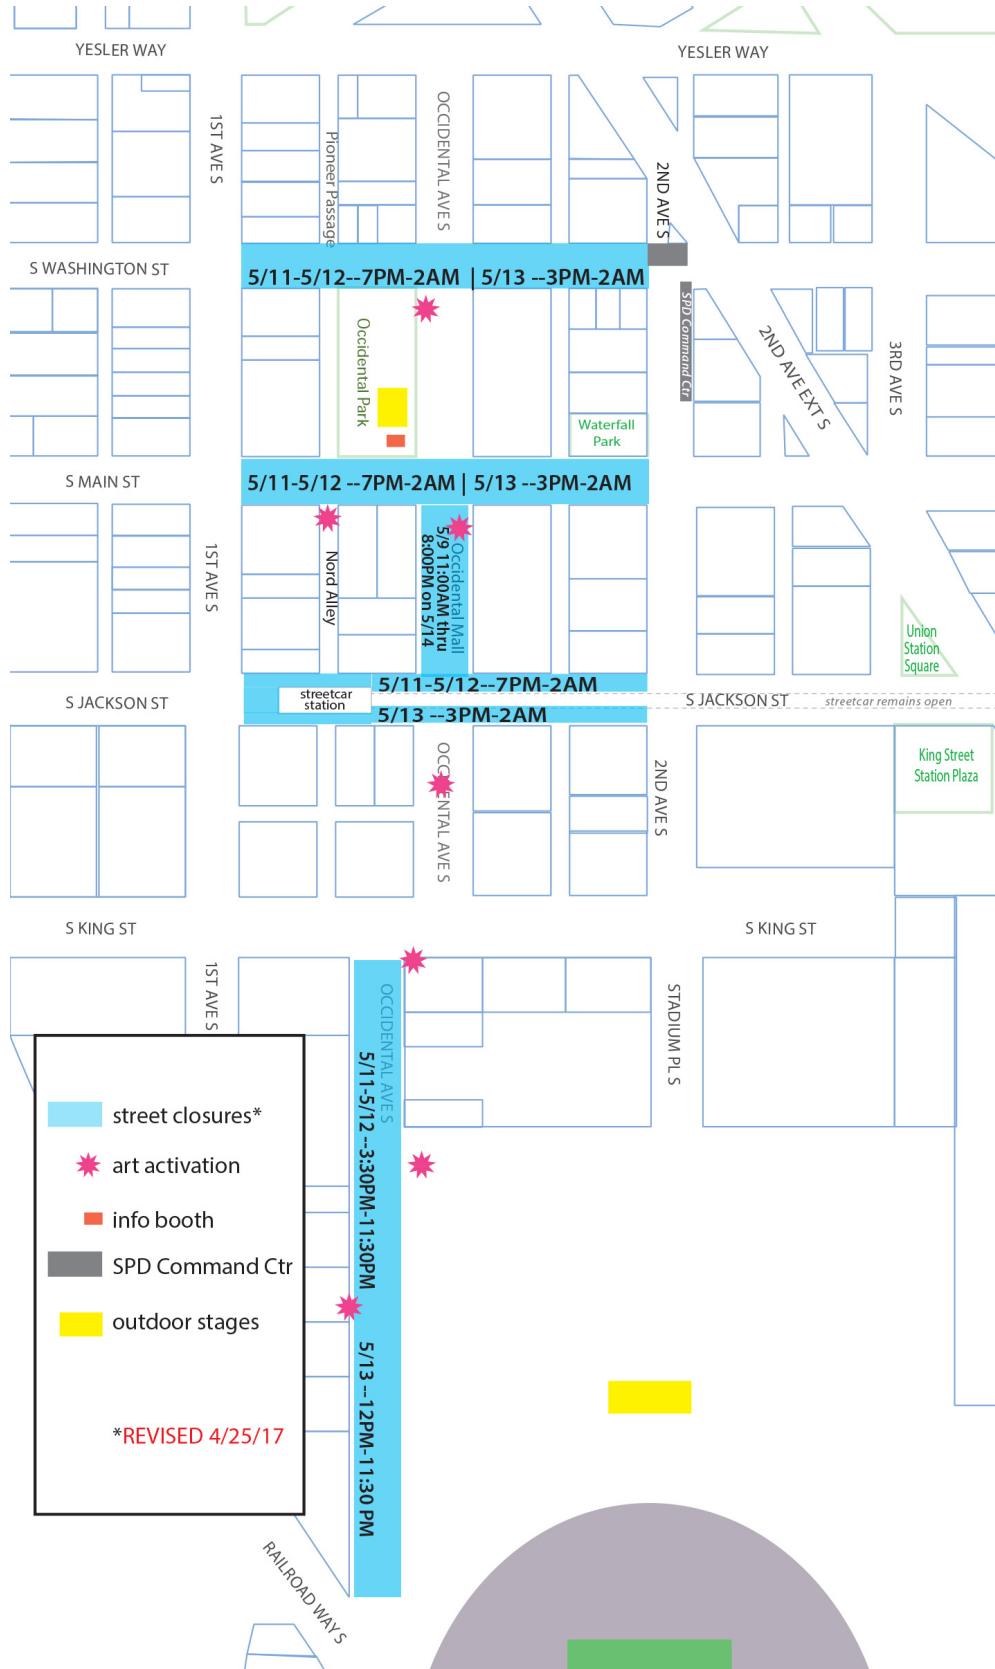 YESLER WAY
YESLER WAY
1ST AVE S
Pioneer Passage
OCCIDENTAL AVE S
2ND AVE S
S WASHINGTON ST
5/11-5/12--7PM-2AM | 5/13 --3PM-2AM
SPD Command Ctr
Occidental Park
2ND AVE EXT S
3RD AVE S
Waterfall
Park
S MAIN ST
5/11-5/12 --7PM-2AM | 5/13 --3PM-2AM
1ST AVE S
Nord Alley
Occidental Mall
5/9 11:00AM thru
8:00PM on 5/14
Union
Station
Square
5/11-5/12--7PM-2AM
streetcar
station
S JACKSON ST
S JACKSON ST
streetcar remains open
5/13 --3PM-2AM
OCCIDENTAL AVE S
2ND AVE S
King Street
Station Plaza
S KING ST
S KING ST
1ST AVE S
OCCIDENTAL AVE S
STADIUM PL S
5/11-5/12 --3:30PM-11:30PM
5/13 --12PM-11:30 PM
street closures*
art activation
info booth
SPD Command Ctr
outdoor stages
*REVISED 4/25/17
RAILROAD WAY S